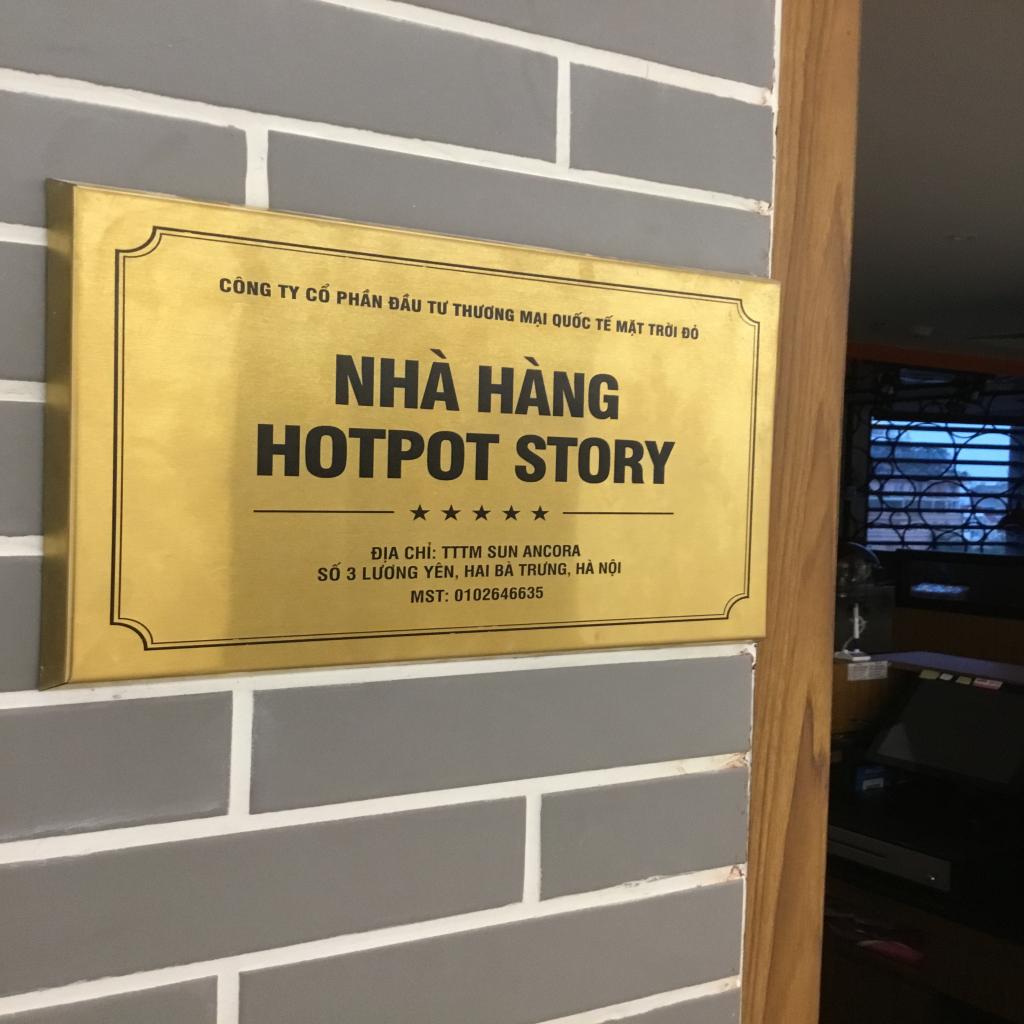 CÔNG TY CỔ PHẦN ĐẦU TƯ THƯƠNG MẠI QUỐC TẾ MẶT TRỜI ĐỎ
NHÀ HÀNG
HOTPOT STORY
ĐỊA CHỈ: TTTM SUN ANCORA
SỐ 3 LƯƠNG YÊN, HAI BÀ TRƯNG, HÀ NỘI
MST: 0102646635